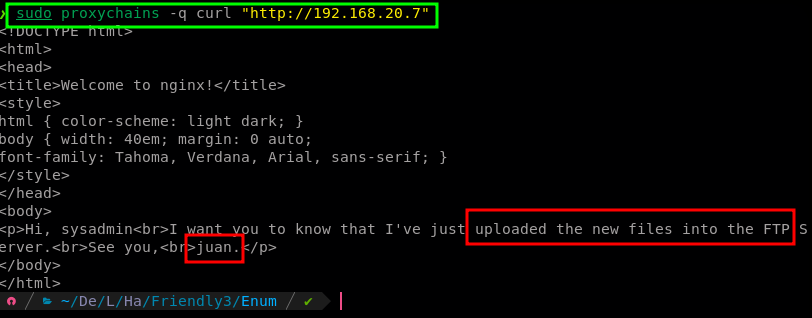 ❯ sudo proxychains -q curl "http://192.168.20.7"
<!DOCTYPE html>
<html>
<head>
<title>Welcome to nginx!</title>
<style>
html { color-scheme: light dark; }
body { width: 40em; margin: 0 auto;
font-family: Tahoma, Verdana, Arial, sans-serif; }
</style>
</head>
<body>
<p>Hi, sysadmin<br>I want you to know that I've just uploaded the new files into the FTP S
erver.<br>See you,<br>juan.</p>
</body>
</html>
~/De/L/Ha/Friendly3/Enum ✔